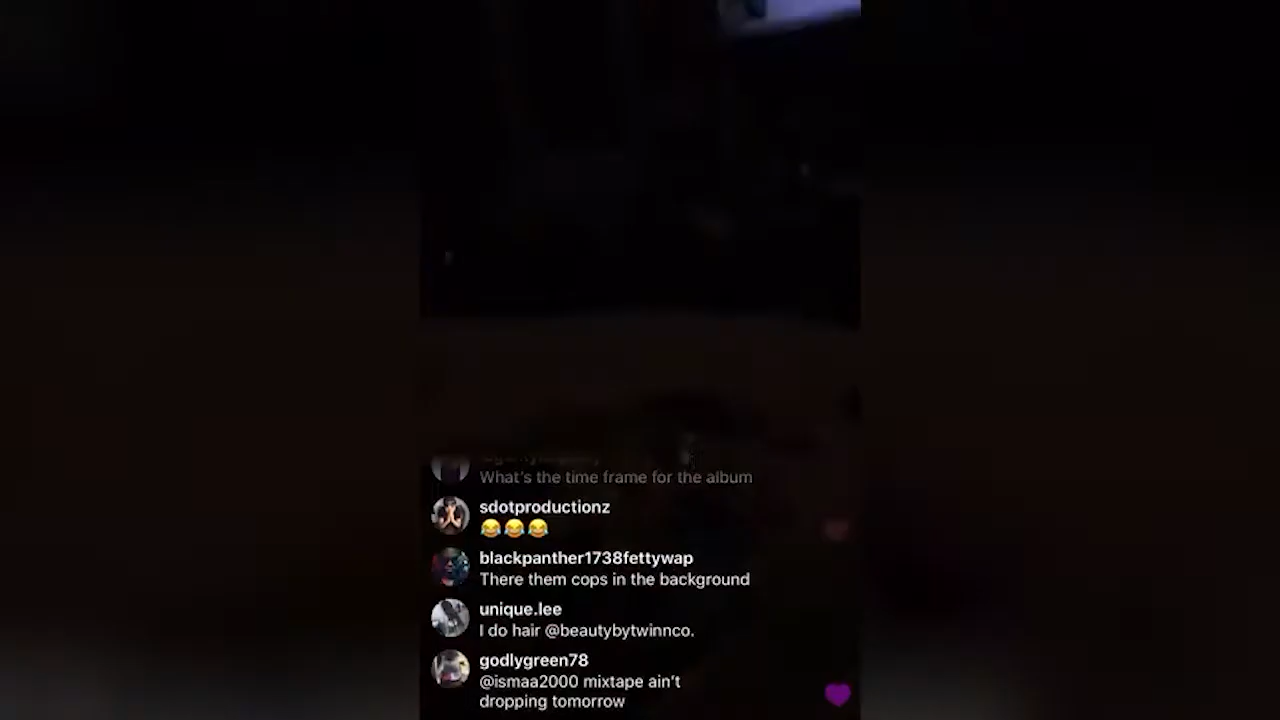 What's the time frame for the album
sdotproductionz
😂😂😂
blackpanther1738fettywap
There them cops in the background
unique.lee
I do hair @beautybytwinnco.
godlygreen78
@ismaa2000 mixtape ain't
dropping tomorrow